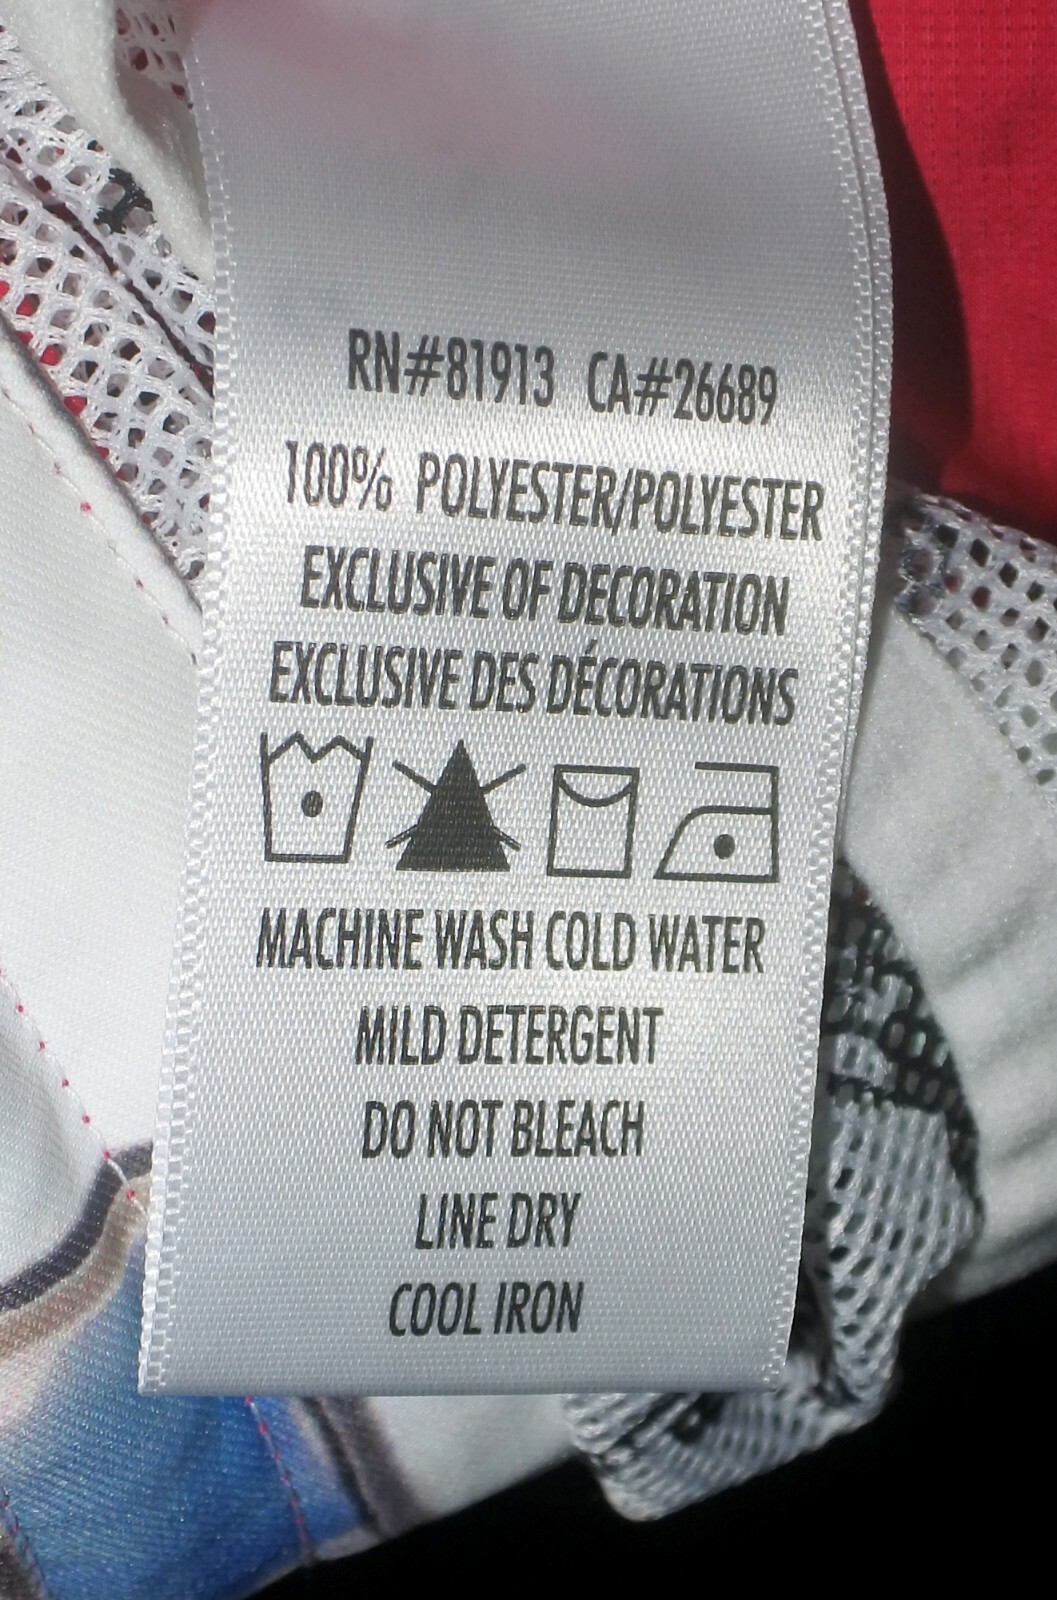 RN#81913 CA#26689
100% POLYESTER/POLYESTER
EXCLUSIVE OF DECORATION
EXCLUSIVE DES DÉCORATIONS
MACHINE WASH COLD WATER
MILD DETERGENT
DO NOT BLEACH
LINE DRY
COOL IRON